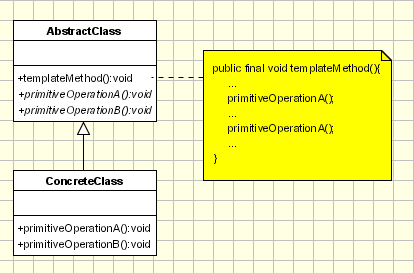 AbstractClass
+templateMethod():void
+primitiveOperationA():void
+primitiveOperationB():void
public final void templateMethod(){
...
primitiveOperationA();
...
primitiveOperationA();
...
}
ConcreteClass
+primitiveOperationA():void
+primitiveOperationB():void